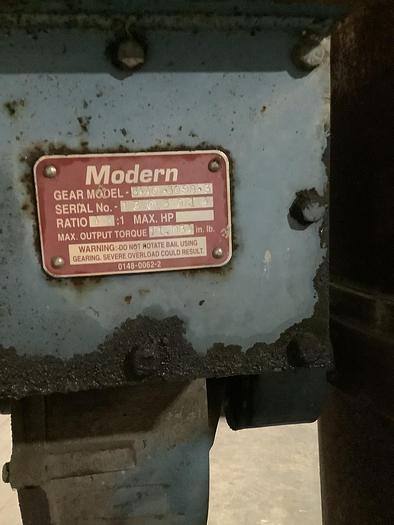 Modern
GEAR MODEL-
SERIAL No.-
RATIO :1 MAX. HP
MAX. OUTPUT TORQUE in. lb.
WARNING: DO NOT ROTATE BAIL USING
GEARING. SEVERE OVERLOAD COULD RESULT.
0148-0062-2